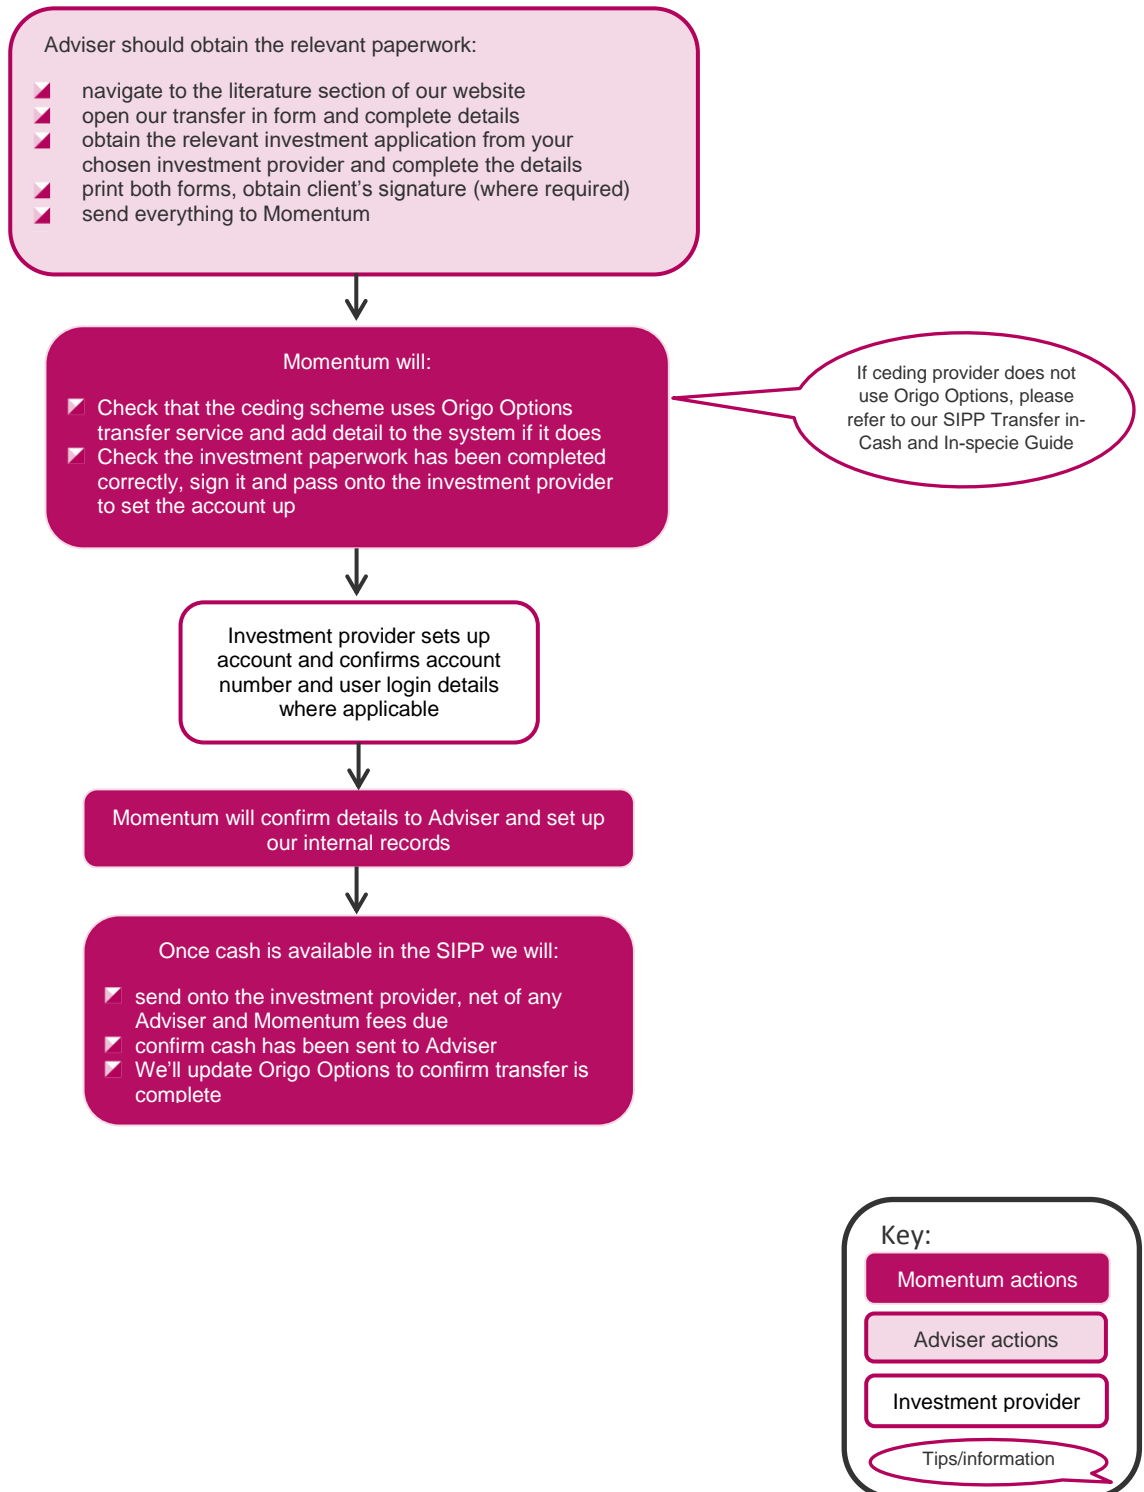 Adviser should obtain the relevant paperwork:
navigate to the literature section of our website
open our transfer in form and complete details
obtain the relevant investment application from your
chosen investment provider and complete the details
print both forms, obtain client's signature (where required)
send everything to Momentum
Momentum will:
Check that the ceding scheme uses Origo Options
transfer service and add detail to the system if it does
Check the investment paperwork has been completed
correctly, sign it and pass onto the investment provider
to set the account up
If ceding provider does not
use Origo Options, please
refer to our SIPP Transfer in-
Cash and In-specie Guide
Investment provider sets up
account and confirms account
number and user login details
where applicable
Momentum will confirm details to Adviser and set up
our internal records
Once cash is available in the SIPP we will:
send onto the investment provider, net of any
Adviser and Momentum fees due
confirm cash has been sent to Adviser
We'll update Origo Options to confirm transfer is
complete
Key:
Momentum actions
Adviser actions
Investment provider
Tips/information